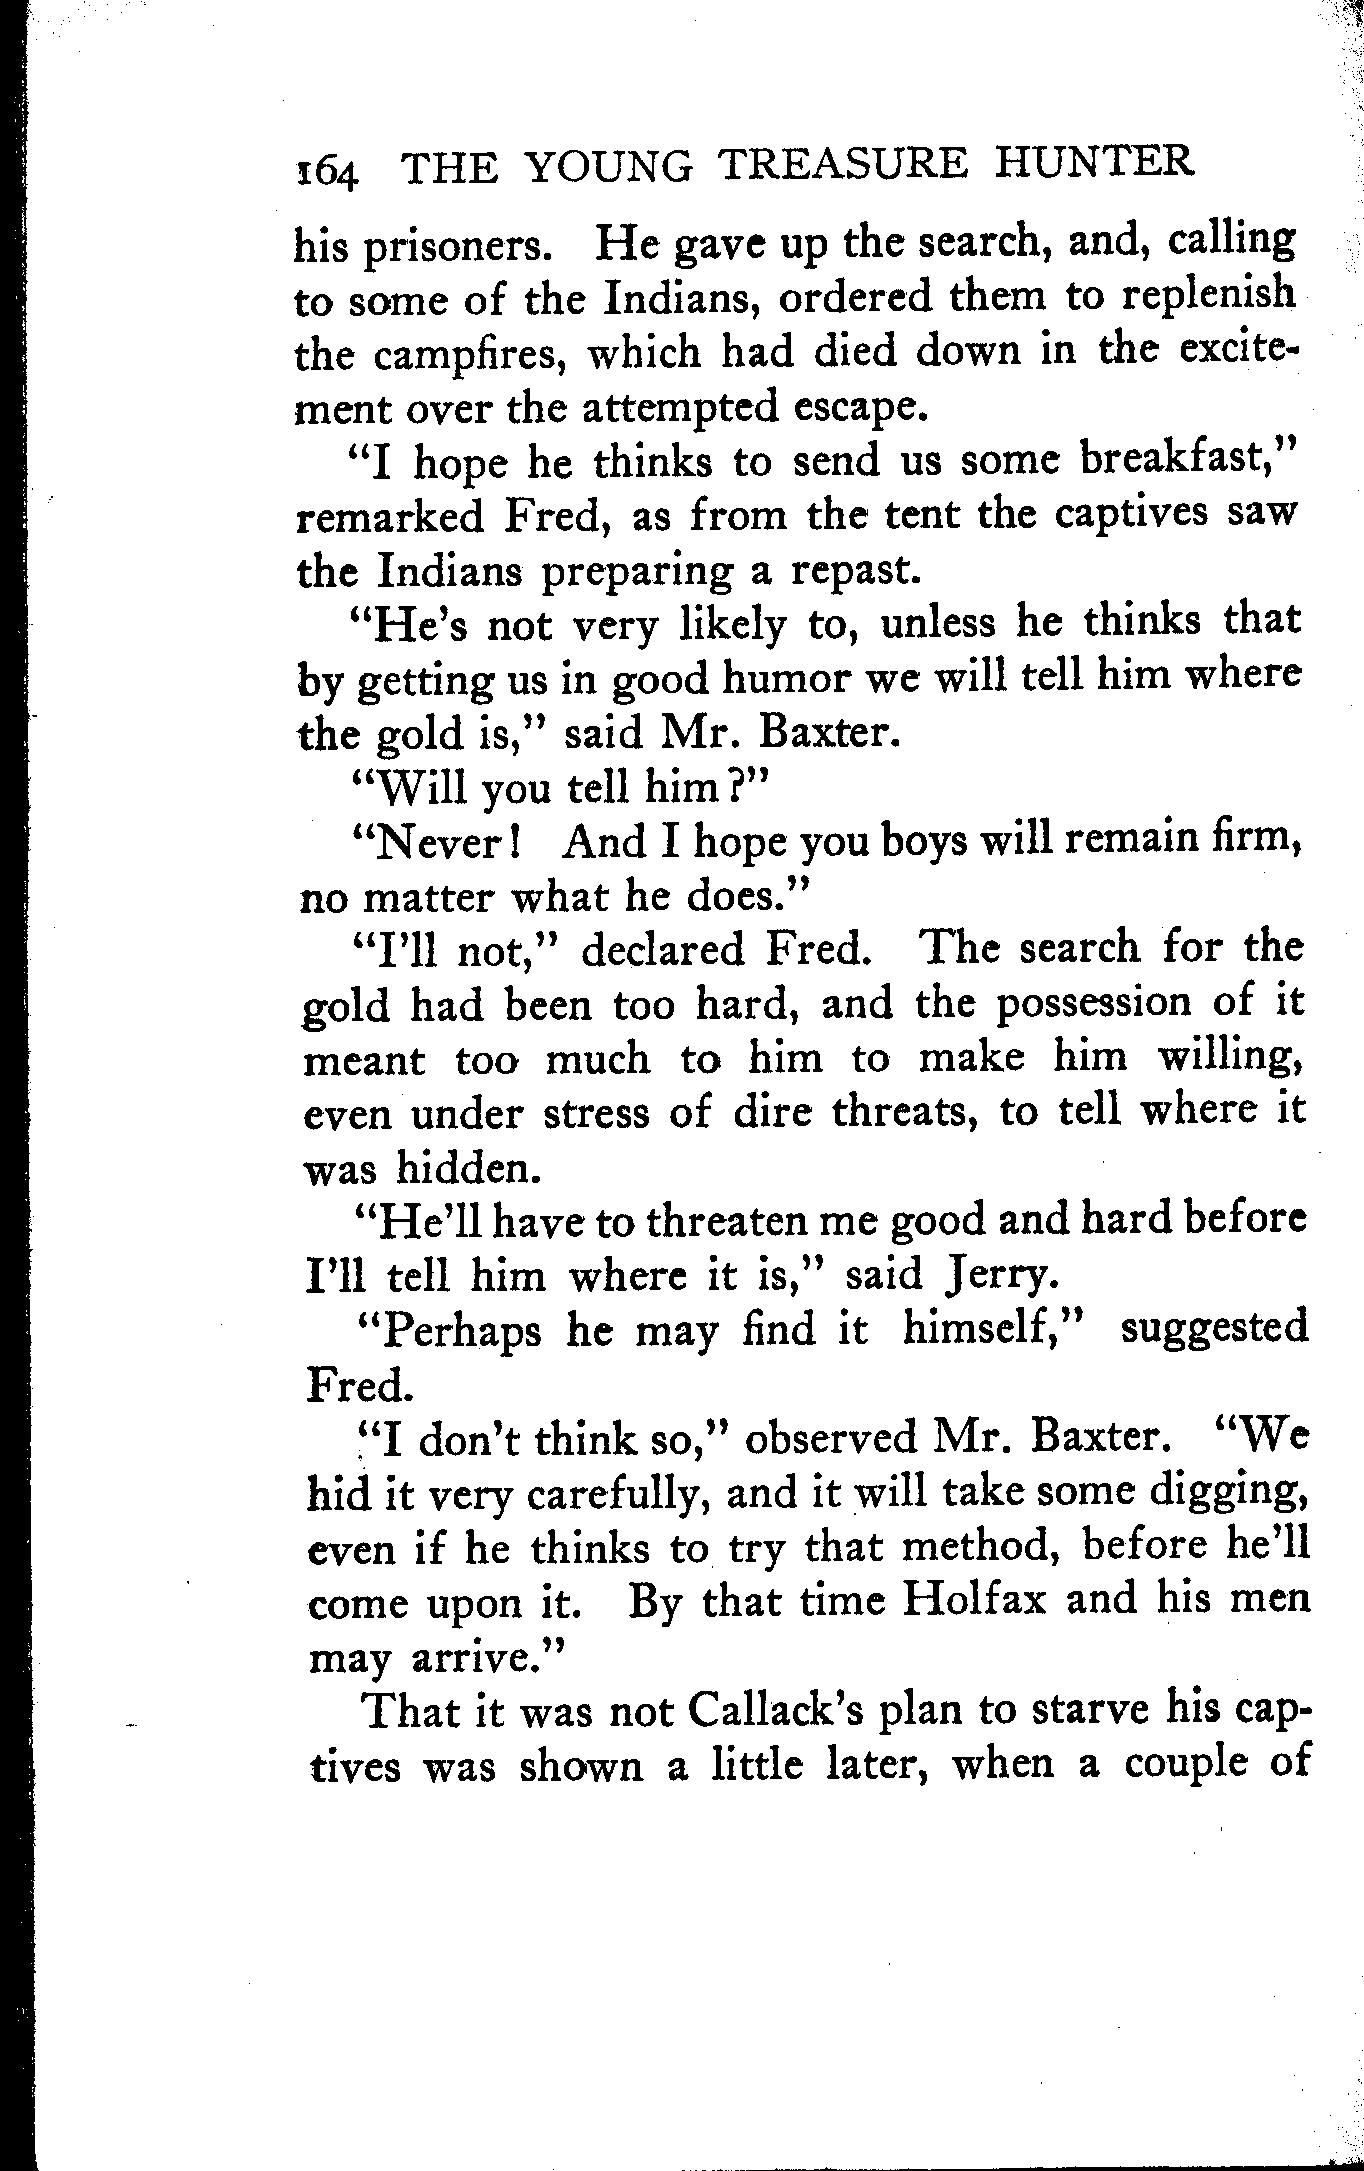 164 THE YOUNG TREASURE HUNTER
his prisoners. He gave up the search, and, calling
to some of the Indians, ordered them to replenish
the campfires, which had died down in the excite-
ment over the attempted escape.
"I hope he thinks to send us some breakfast,"
remarked Fred, as from the tent the captives saw
the Indians preparing a repast.
"He's not very likely to, unless he thinks that
by getting us in good humor we will tell him where
the gold is," said Mr. Baxter.
"Will you tell him?"
"Never! And I hope you boys will remain firm,
no matter what he does."
"I'll not," declared Fred. The search for the
gold had been too hard, and the possession of it
meant too much to him to make him willing,
even under stress of dire threats, to tell where it
was hidden.
"He'll have to threaten me good and hard before
I'll tell him where it is," said Jerry.
"Perhaps he may find it himself," suggested
Fred.
"I don't think so," observed Mr. Baxter. "We
hid it very carefully, and it will take some digging,
even if he thinks to try that method, before he'll
come upon it. By that time Holfax and his men
may arrive."
That it was not Callack's plan to starve his cap-
tives was shown a little later, when a couple of